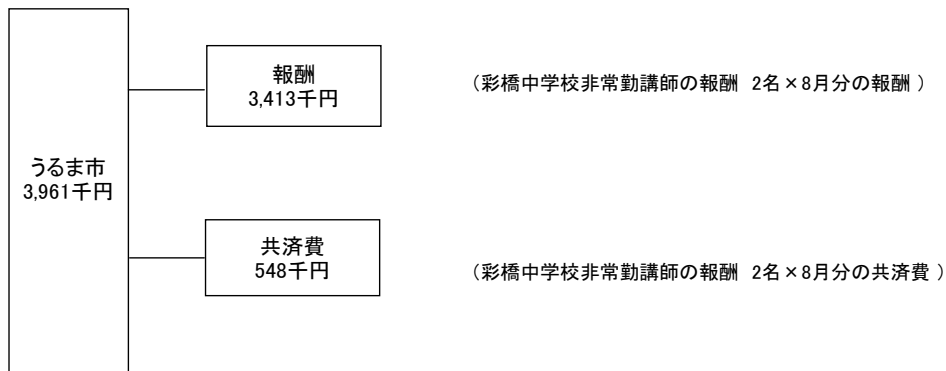 報酬
3,413千円
(彩橋中学校非常勤講師の報酬 2名×8月分の報酬 )
うるま市
3,961千円
共済費
548千円
(彩橋中学校非常勤講師の報酬 2名×8月分の共済費 )